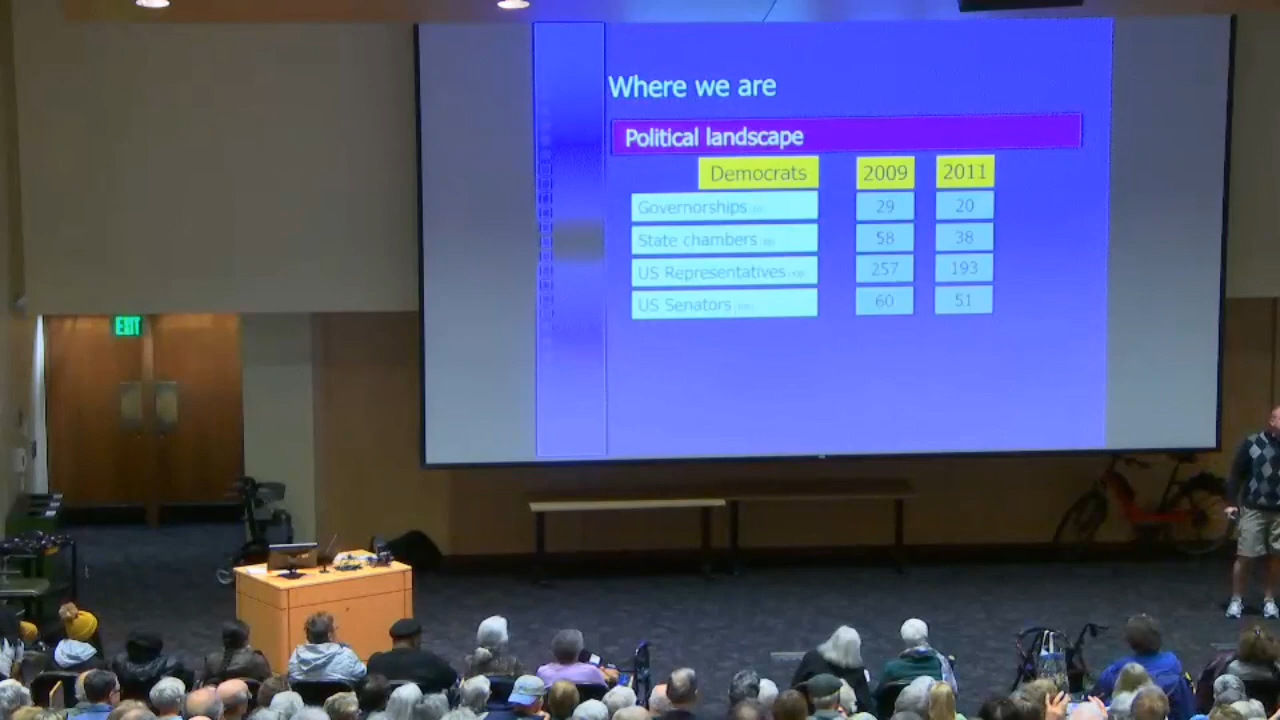 EXIT
Where we are
Political landscape
Democrats 2009 2011
Governorships 29 20
State chambers 58 38
US Representatives 257 193
US Senators 60 51